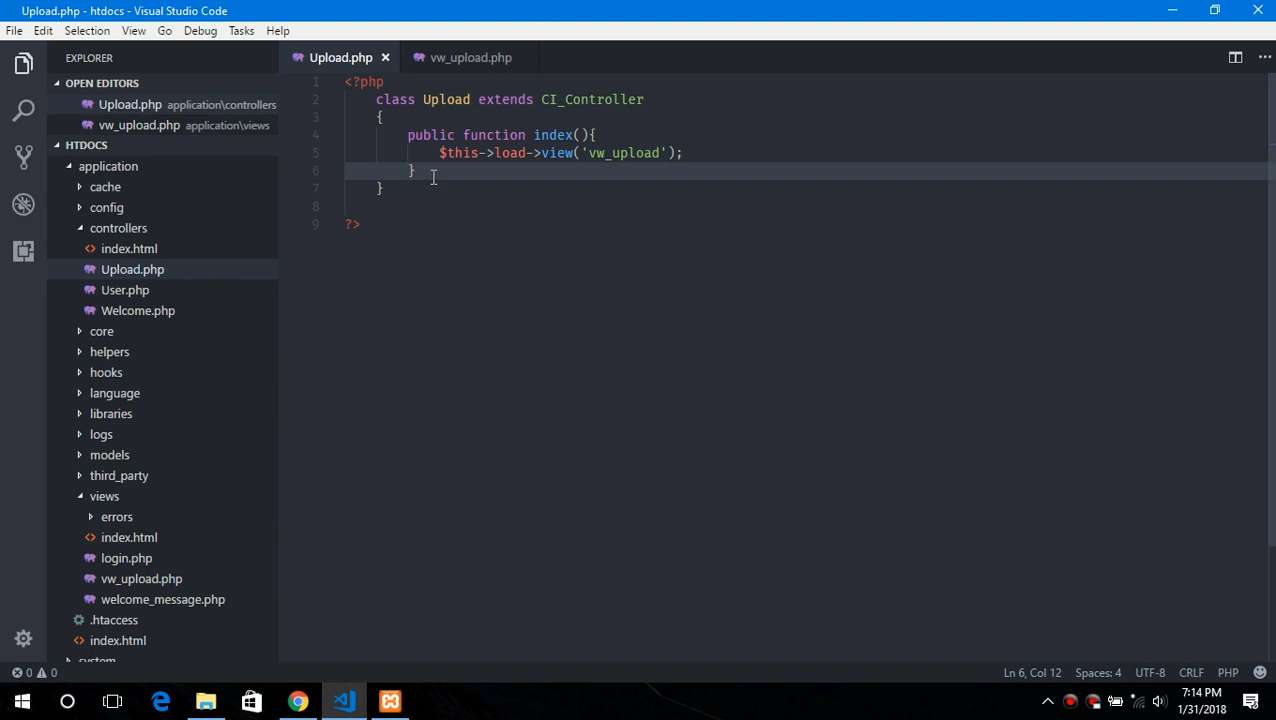 Upload.php - htdocs - Visual Studio Code
File Edit Selection View Go Debug Tasks Help
EXPLORER
OPEN EDITORS
Upload.php application\controllers
vw_upload.php application\views
HTDOCS
application
cache
config
controllers
index.html
Upload.php
User.php
Welcome.php
core
helpers
hooks
language
libraries
logs
models
third_party
views
errors
index.html
login.php
vw_upload.php
welcome_message.php
.htaccess
index.html
system
Upload.php vw_upload.php
1 <?php
2 class Upload extends CI_Controller
3 {
4 public function index(){
5 $this->load->view('vw_upload');
6 }
7 }
8
9 ?>
0 0 Ln 6, Col 12 Spaces: 4 UTF-8 CRLF PHP
7:14 PM
1/31/2018